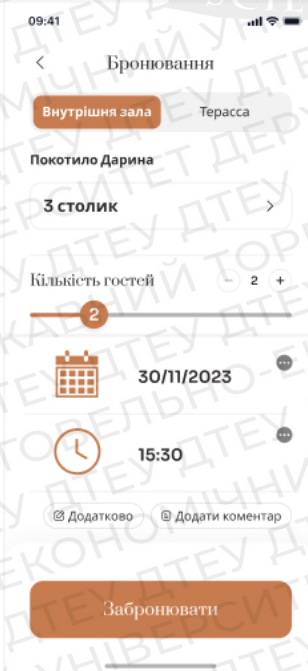 09:41
Бронювання
Внутрішня зала
Терасса
Покотило Дарина
3 столик
Кількість гостей
2
2
30/11/2023
15:30
Додатково
Додати коментар
Забронювати